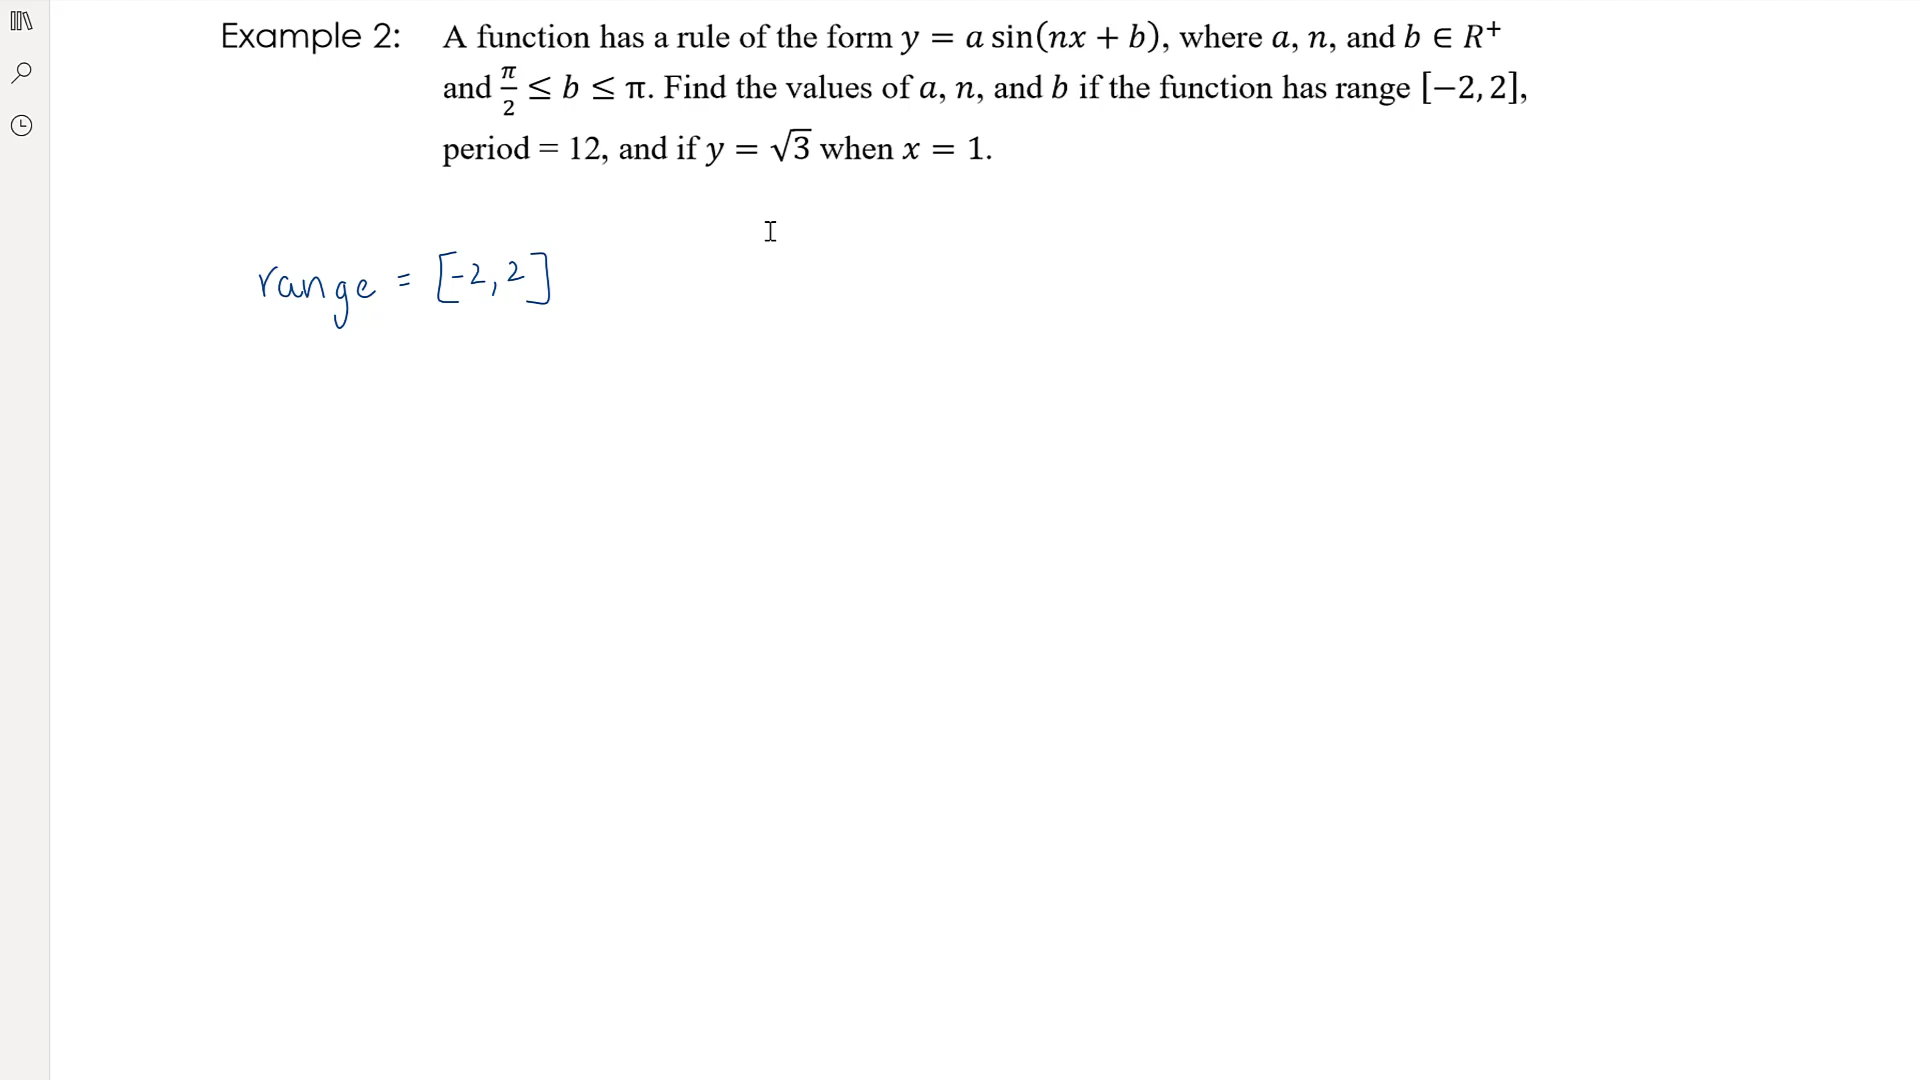 Example 2: A function has a rule of the form y = a sin(nx + b), where a, n, and b ∈ R⁺
and π/2 ≤ b ≤ π. Find the values of a, n, and b if the function has range [−2, 2],
period = 12, and if y = √3 when x = 1.
range = [-2, 2]